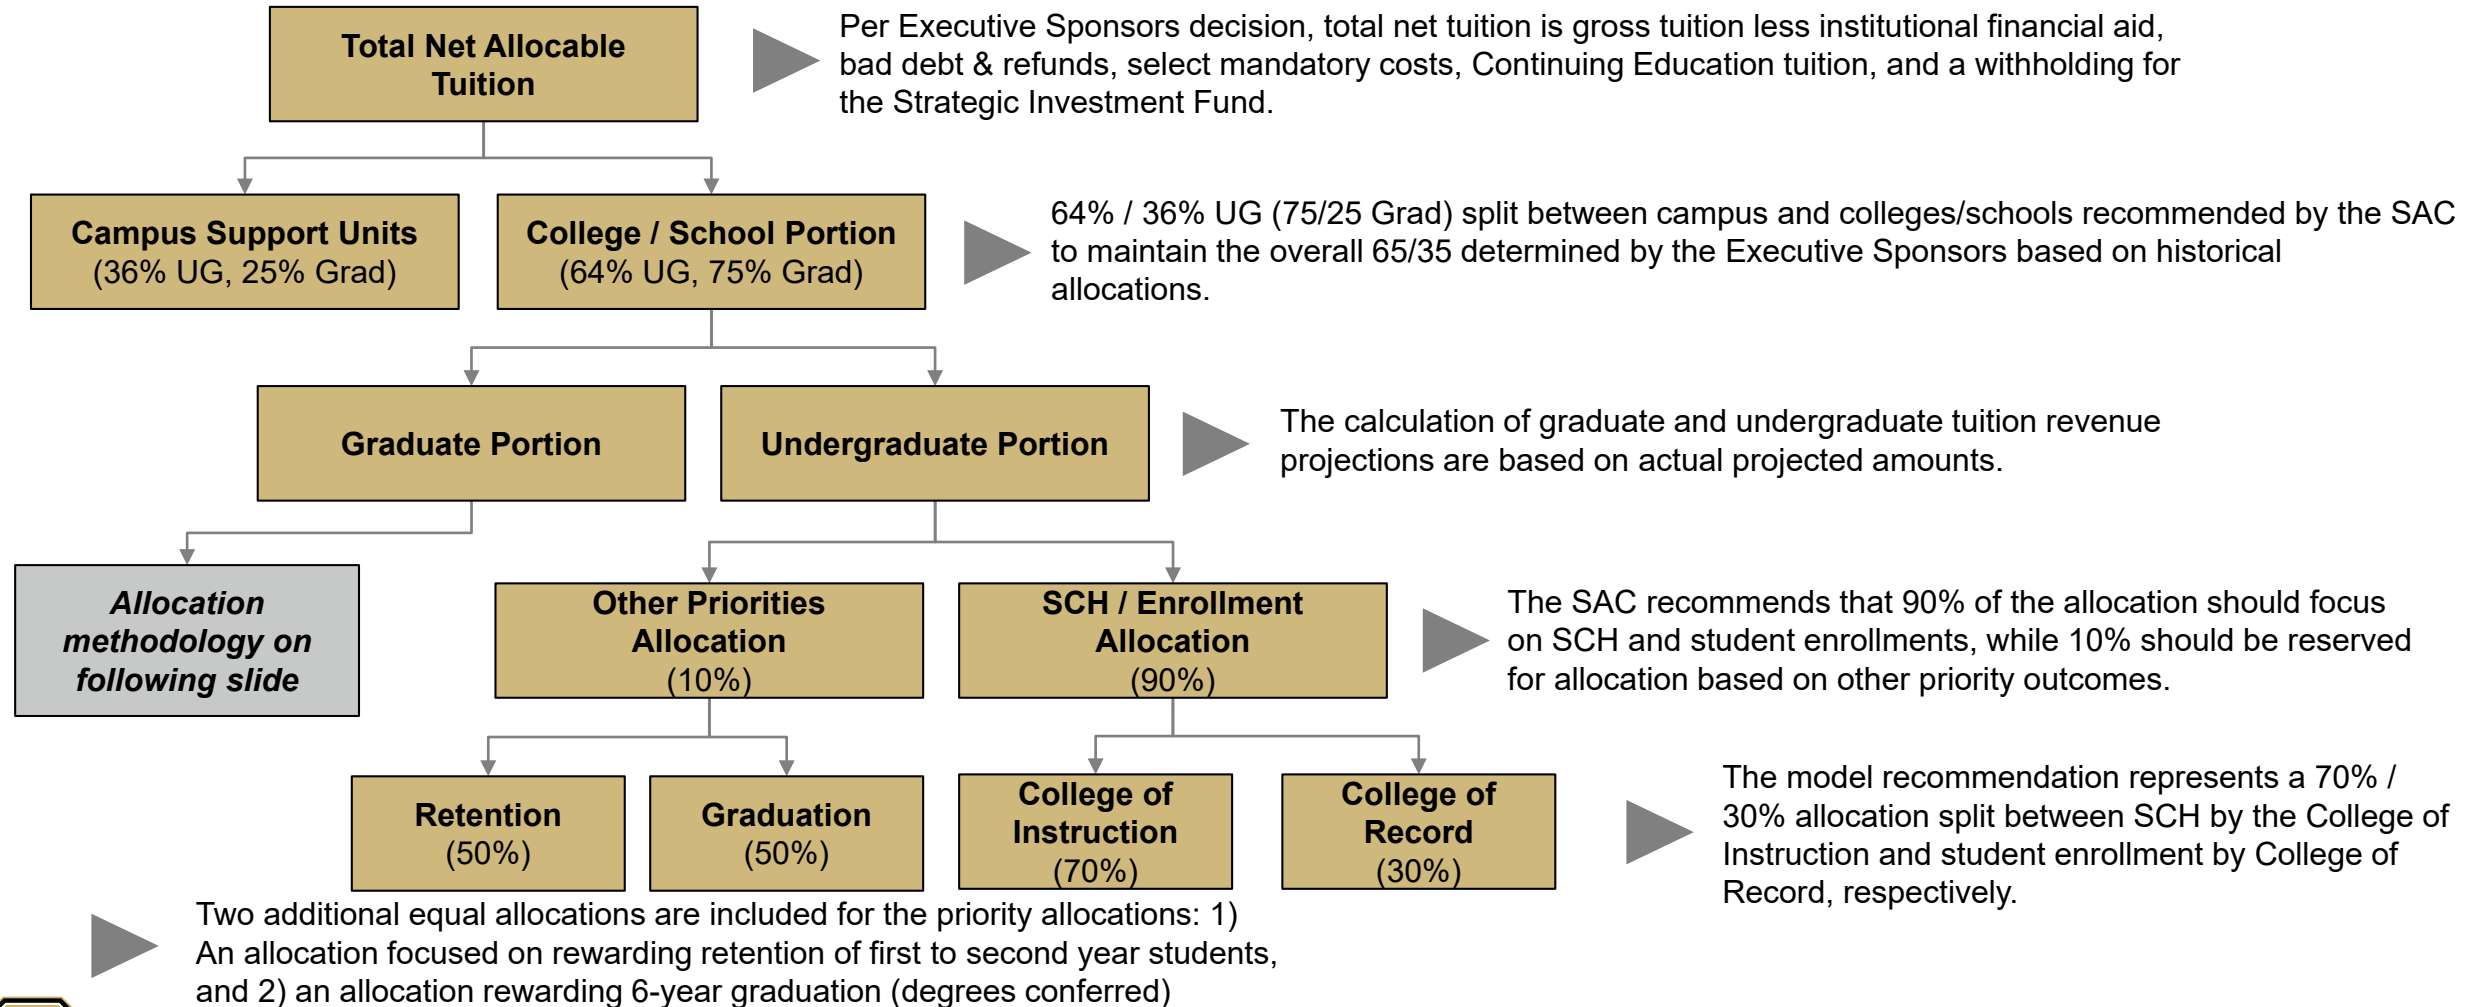 Total Net Allocable
Tuition
Per Executive Sponsors decision, total net tuition is gross tuition less institutional financial aid,
bad debt & refunds, select mandatory costs, Continuing Education tuition, and a withholding for
the Strategic Investment Fund.
Campus Support Units
(36% UG, 25% Grad)
College / School Portion
(64% UG, 75% Grad)
64% / 36% UG (75/25 Grad) split between campus and colleges/schools recommended by the SAC
to maintain the overall 65/35 determined by the Executive Sponsors based on historical
allocations.
Graduate Portion
Undergraduate Portion
The calculation of graduate and undergraduate tuition revenue
projections are based on actual projected amounts.
Allocation
methodology on
following slide
Other Priorities
Allocation
(10%)
SCH / Enrollment
Allocation
(90%)
The SAC recommends that 90% of the allocation should focus
on SCH and student enrollments, while 10% should be reserved
for allocation based on other priority outcomes.
Retention
(50%)
Graduation
(50%)
College of
Instruction
(70%)
College of
Record
(30%)
The model recommendation represents a 70% /
30% allocation split between SCH by the College of
Instruction and student enrollment by College of
Record, respectively.
Two additional equal allocations are included for the priority allocations: 1)
An allocation focused on rewarding retention of first to second year students,
and 2) an allocation rewarding 6-year graduation (degrees conferred)